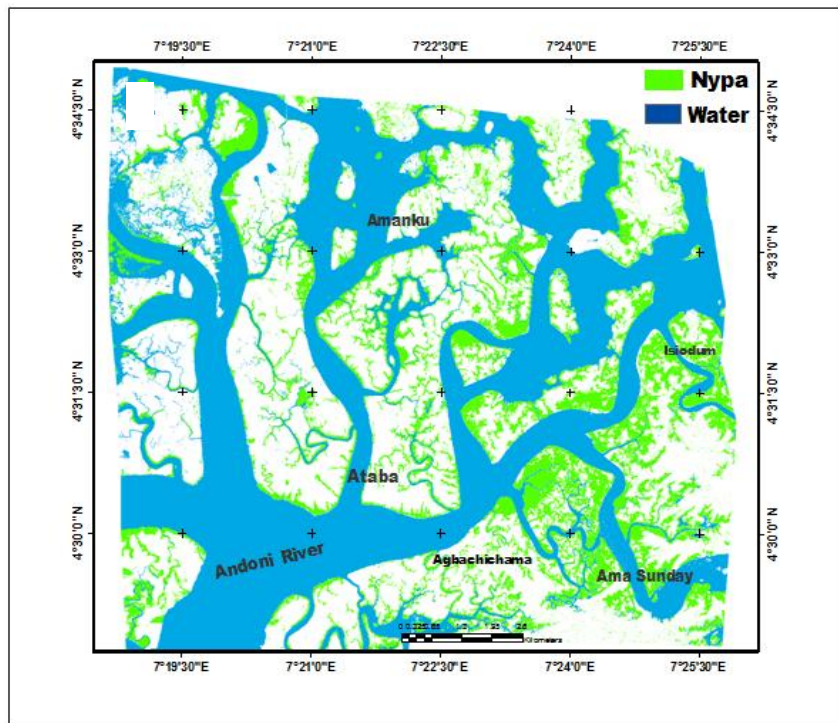 7°19'30"E 7°21'0"E 7°22'30"E 7°24'0"E 7°25'30"E
Nypa
Water
4°34'30" N
4°34'30" N
Amanku
4°33'0" N
4°33'0" N
Isiodum
4°31'30" N
4°31'30" N
Ataba
4°30'0" N
4°30'0" N
Andoni River
Agbachichama
Ama Sunday
Kilometers
7°19'30"E 7°21'0"E 7°22'30"E 7°24'0"E 7°25'30"E